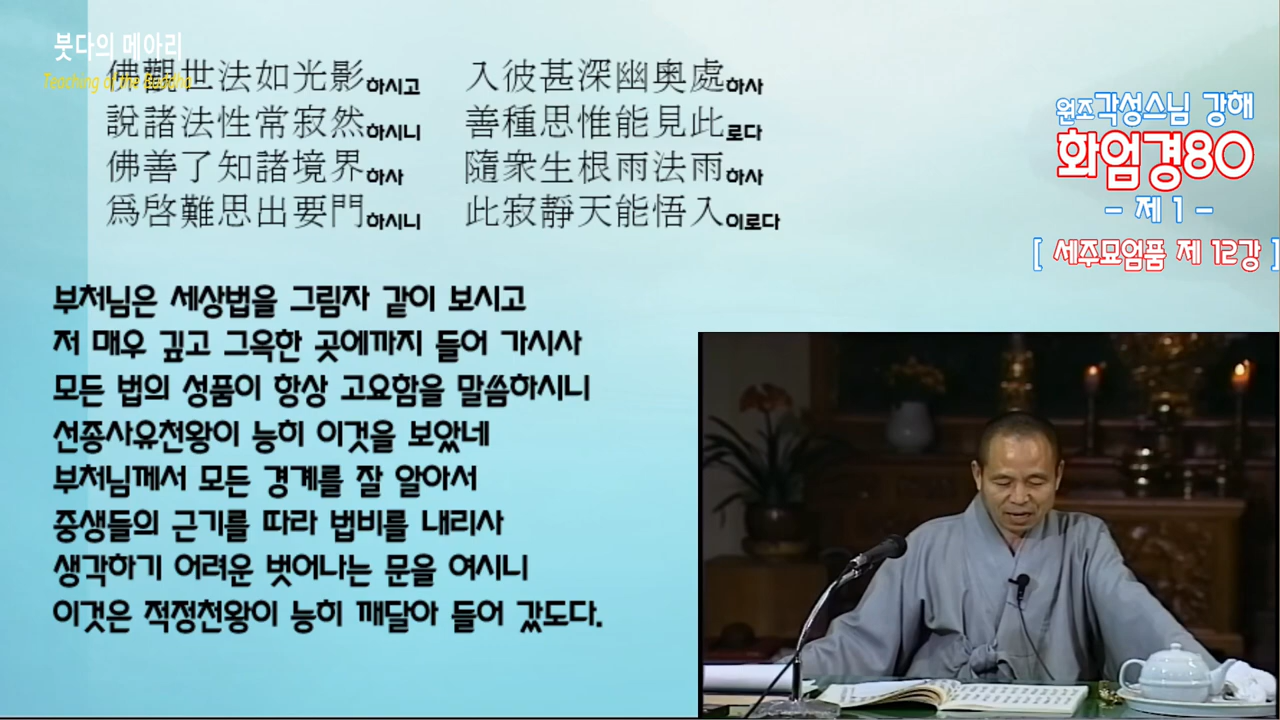 붓다의 메아리
Teaching of the Buddha
佛觀世法如光影하시고 入彼甚深幽奧處하사
說諸法性常寂然하시니 善種思惟能見此로다
佛善了知諸境界하사 隨衆生根雨法雨하사
爲啓難思出要門하시니 此寂靜天能悟入이로다
원조각성스님 강해
화엄경80
- 제 1 -
[ 세주묘엄품 제 12강 ]
부처님은 세상법을 그림자 같이 보시고
저 매우 깊고 그윽한 곳에까지 들어 가시사
모든 법의 성품이 항상 고요함을 말씀하시니
선종사유천왕이 능히 이것을 보았네
부처님께서 모든 경계를 잘 알아서
중생들의 근기를 따라 법비를 내리사
생각하기 어려운 벗어나는 문을 여시니
이것은 적정천왕이 능히 깨달아 들어 갔도다.